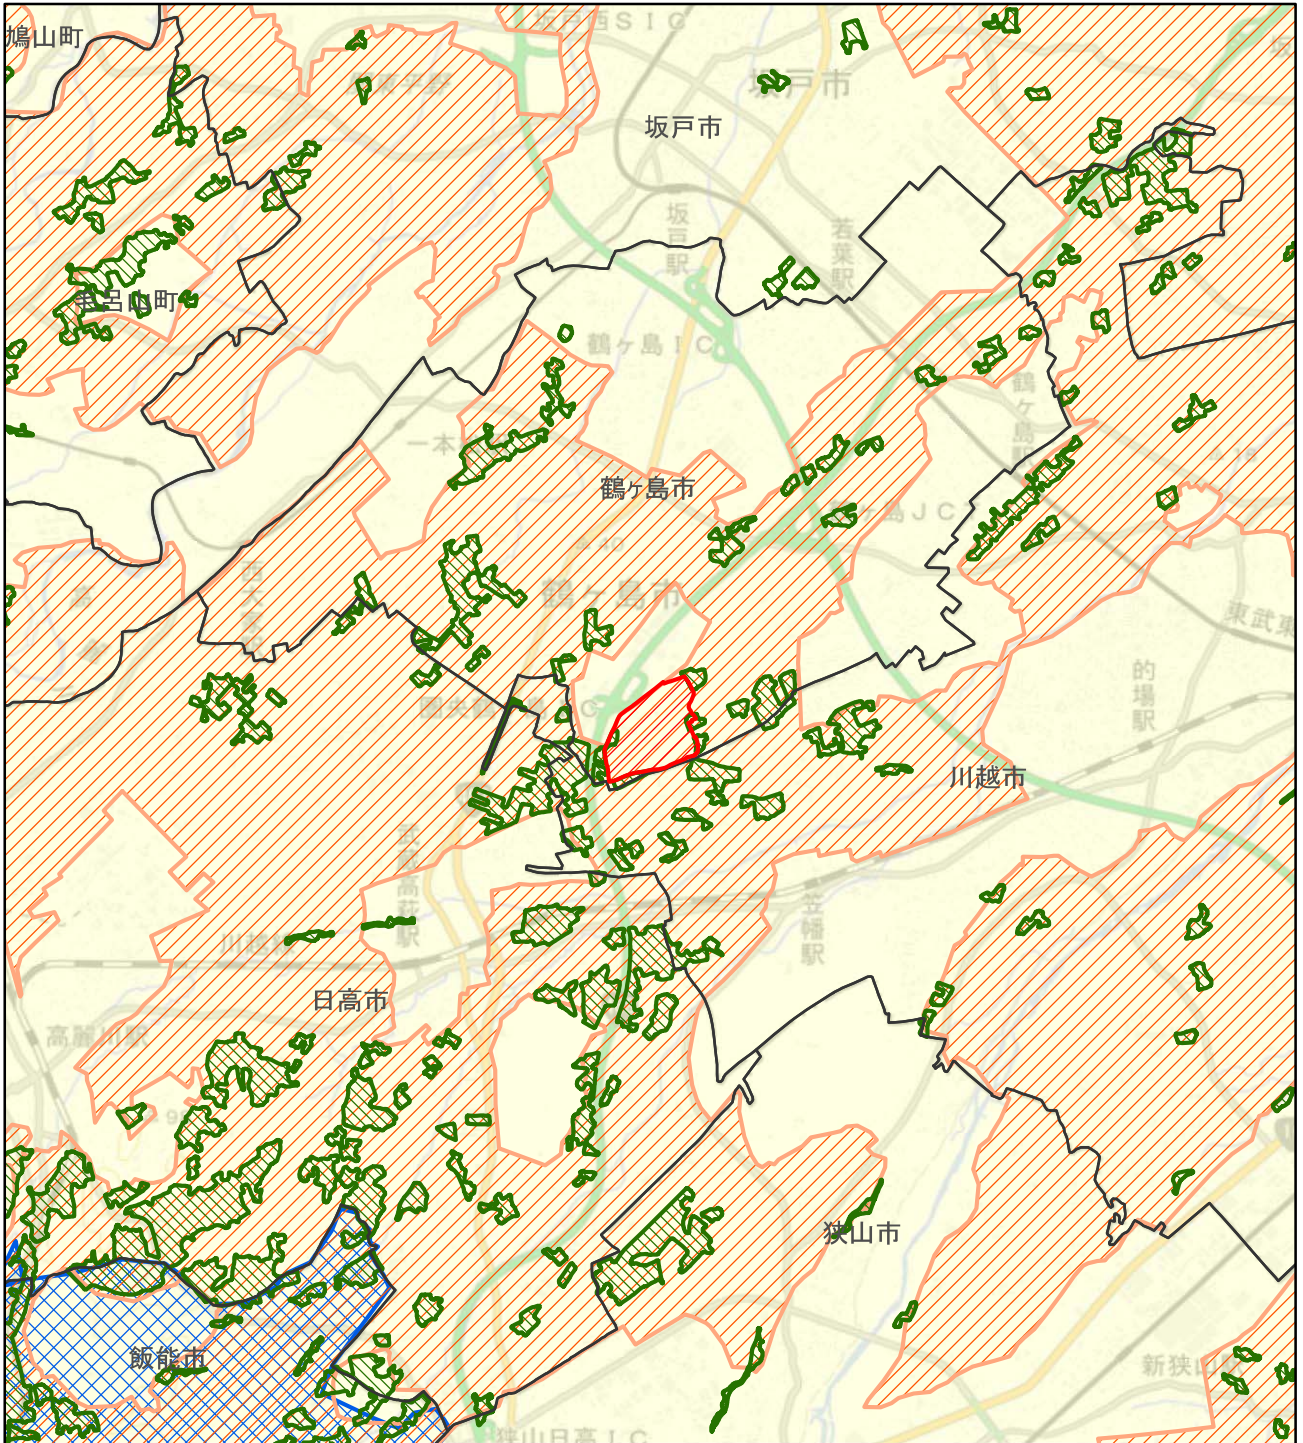 鳩山町
坂戸西ＳＩＣ
坂戸市
坂戸市
坂戸駅
若葉駅
毛呂山町
鶴ヶ島ＩＣ
鶴ヶ島駅
一本
鶴ヶ島市
ヶ島ＪＣ
鶴ヶ島市
東武東
的場駅
川越市
武蔵高萩駅
笠幡駅
川越
日高市
高麗川駅
狭山市
飯能市
新狭山駅
狭山日高ＩＣ